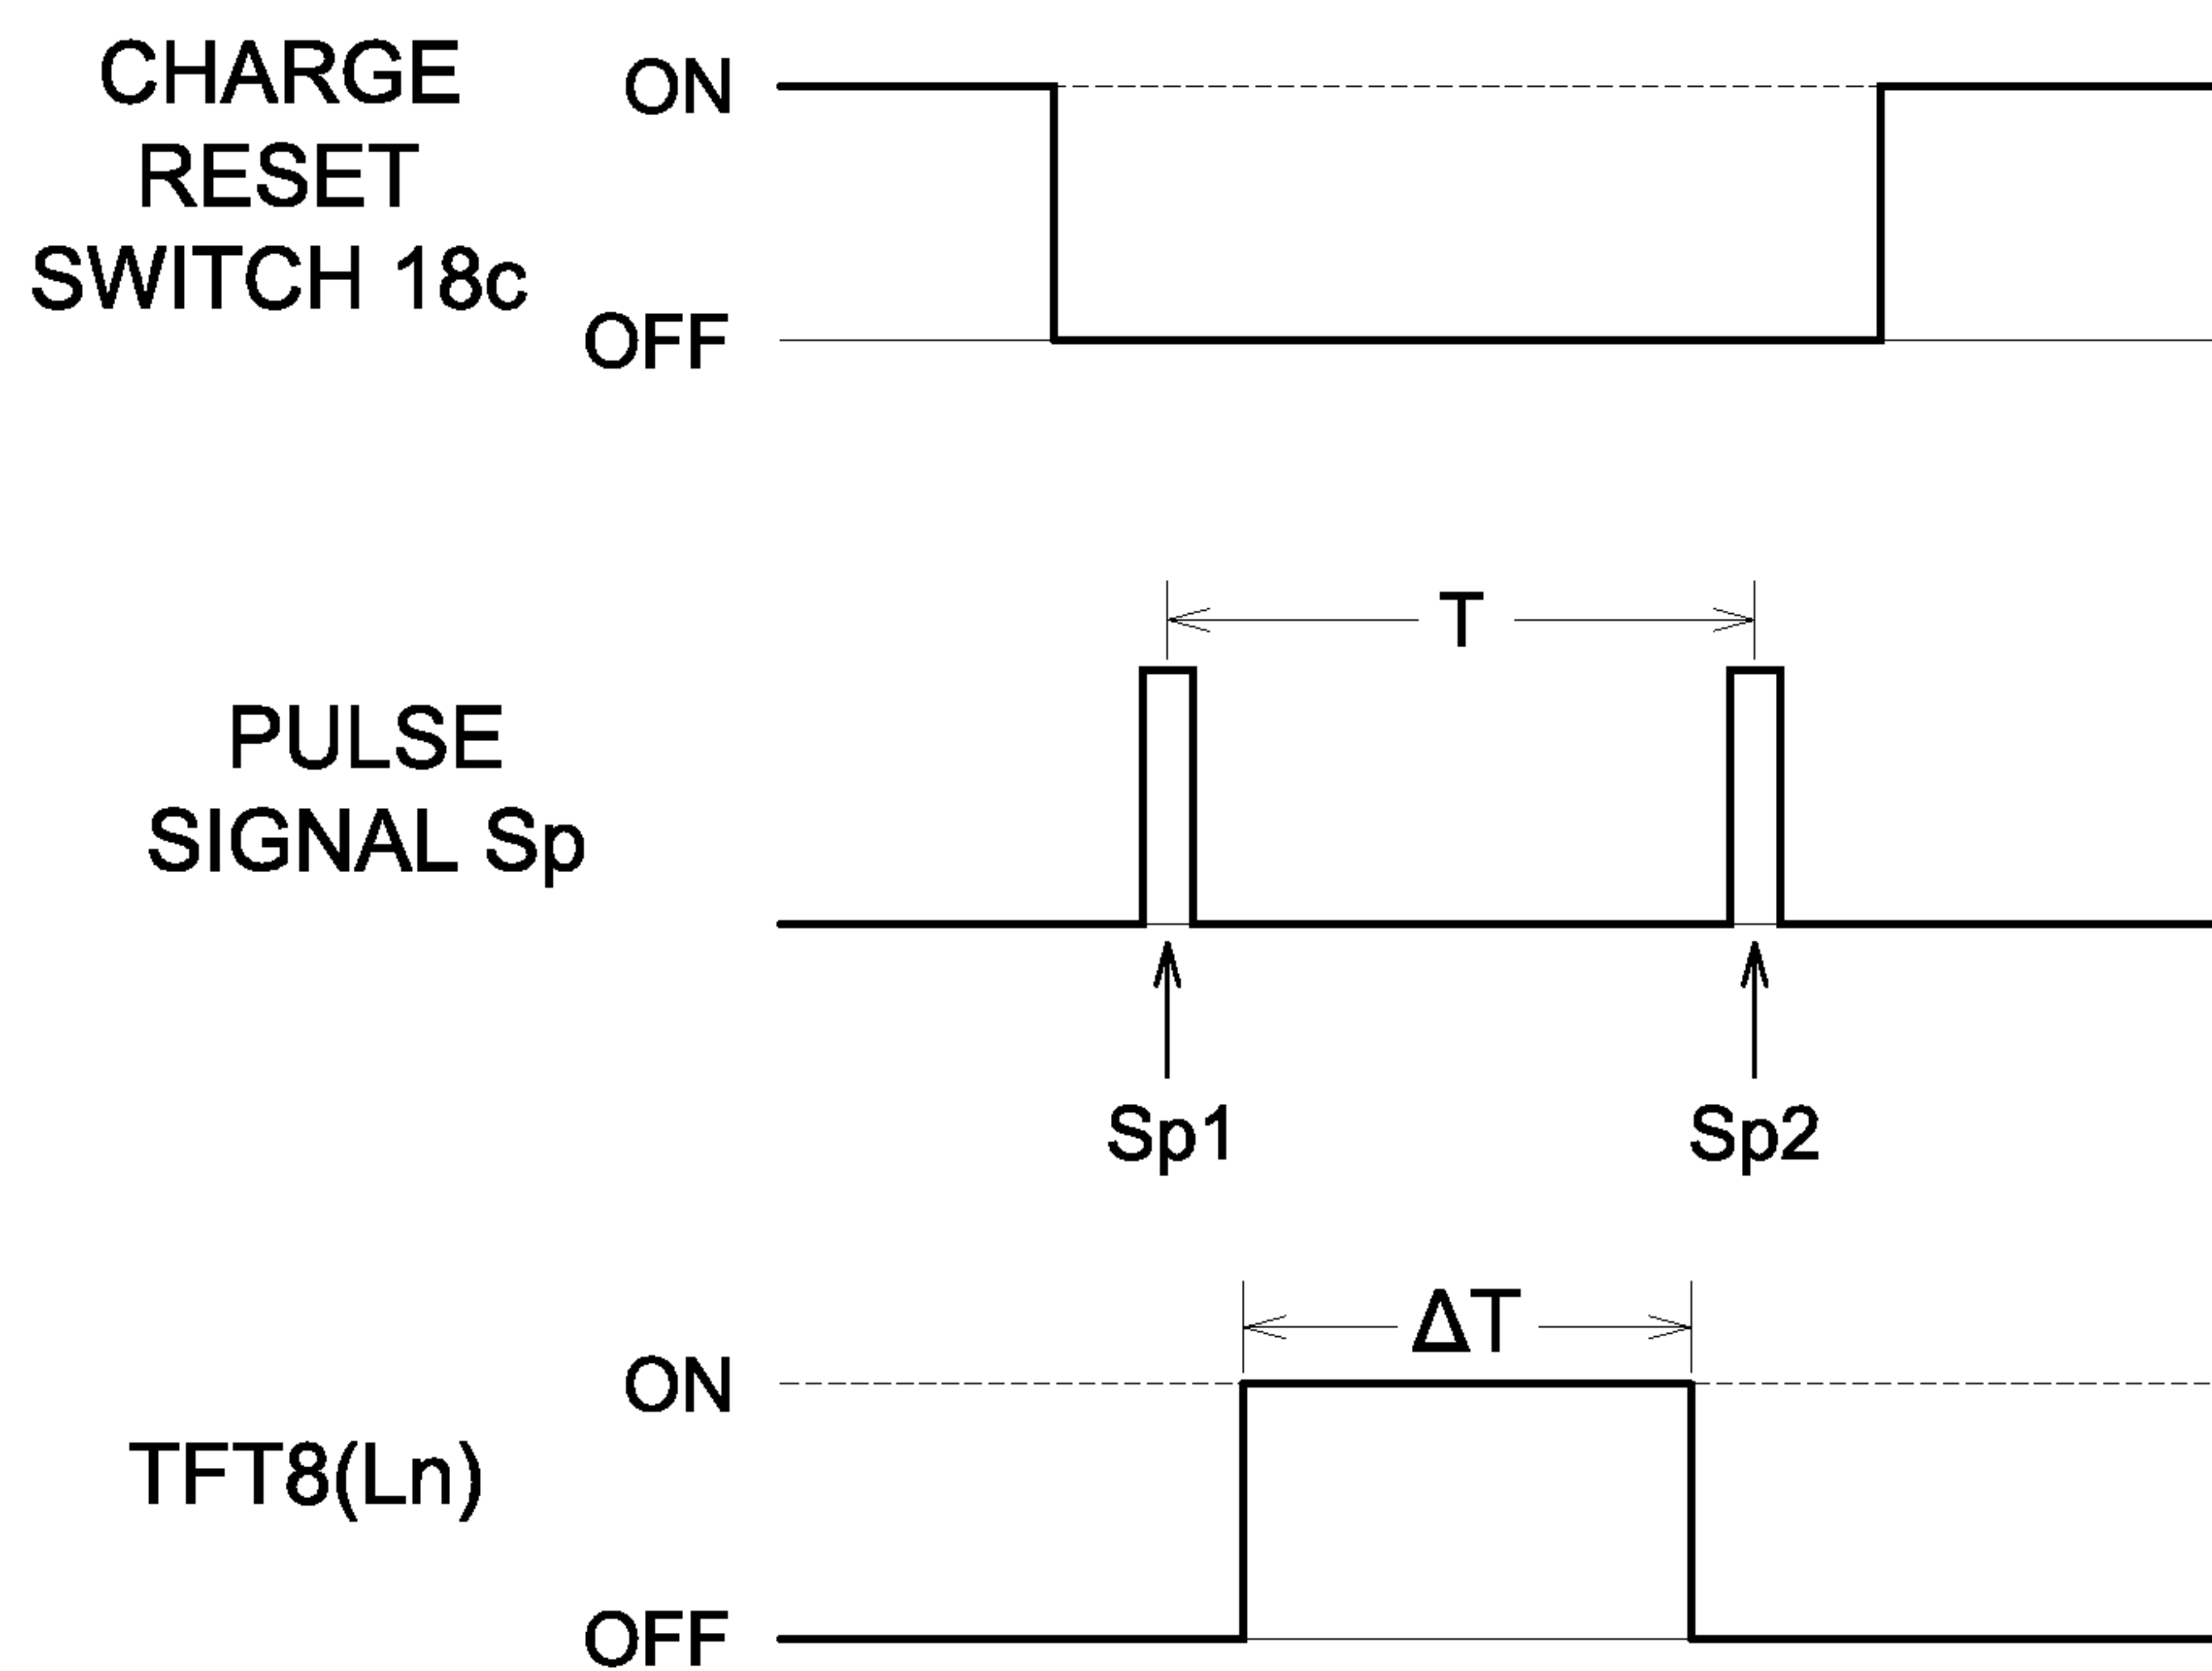 CHARGE
RESET
SWITCH 18c
ON
OFF
T
PULSE
SIGNAL Sp
Sp1
Sp2
ΔT
ON
TFT8(Ln)
OFF